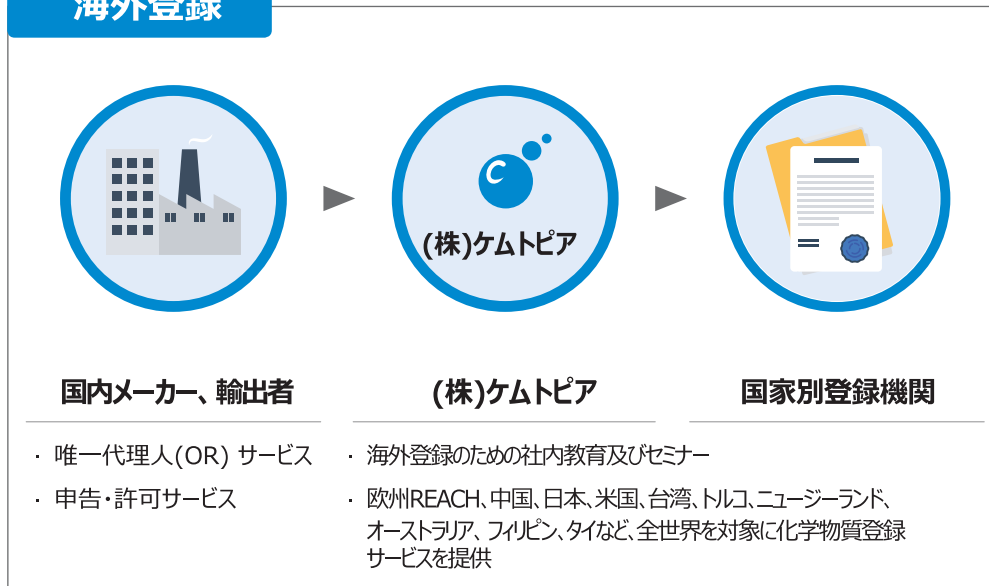 海外登録
C
(株)ケムトピア
国内メーカー、輸出者
(株)ケムトピア
国家別登録機関
· 唯一代理人(OR) サービス
· 申告・許可サービス
· 海外登録のための社内教育及びセミナー
· 欧州REACH、中国、日本、米国、台湾、トルコ、ニュージーランド、
オーストラリア、フィリピン、タイなど、全世界を対象に化学物質登録
サービスを提供